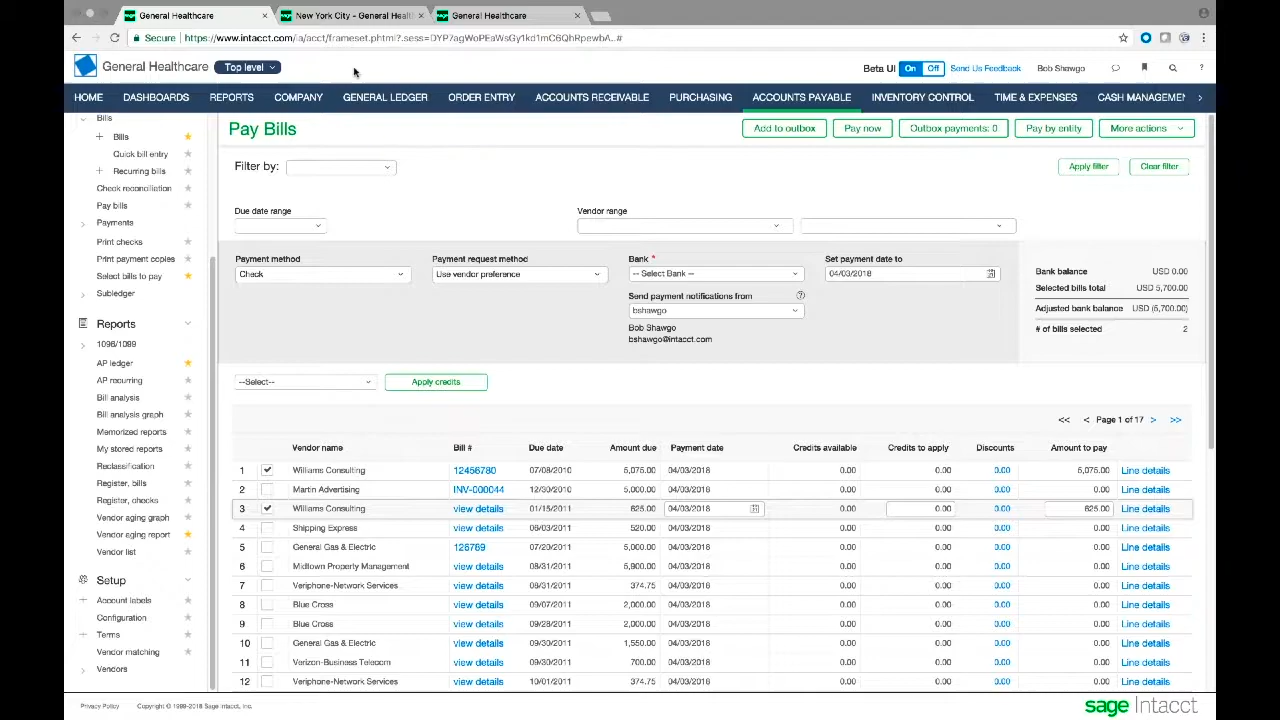 General Healthcare × New York City - General Health × General Healthcare ×
Secure https://www.intacct.com/ia/acct/frameset.phtml?.sess=DYP7agWoPEaWsGy1kd1mC6QhRpewbA..#
General Healthcare Top level Beta UI On Off Send Us Feedback Bob Shawgo ?
HOME DASHBOARDS REPORTS COMPANY GENERAL LEDGER ORDER ENTRY ACCOUNTS RECEIVABLE PURCHASING ACCOUNTS PAYABLE INVENTORY CONTROL TIME & EXPENSES CASH MANAGEMEN
Bills
Bills
Quick bill entry
Recurring bills
Check reconciliation
Pay bills
Payments
Print checks
Print payment copies
Select bills to pay
Subledger
Reports
1096/1099
AP ledger
AP recurring
Bill analysis
Bill analysis graph
Memorized reports
My stored reports
Reclassification
Register, bills
Register, checks
Vendor aging graph
Vendor aging report
Vendor list
Setup
Account labels
Configuration
Terms
Vendor matching
Vendors
Pay Bills Add to outbox Pay now Outbox payments: 0 Pay by entity More actions
Filter by: Apply filter Clear filter
Due date range Vendor range
Payment method Payment request method Bank * Set payment date to
Check Use vendor preference -- Select Bank -- 04/03/2018
Send payment notifications from ?
bshawgo
Bob Shawgo
bshawgo@intacct.com
Bank balance USD 0.00
Selected bills total USD 5,700.00
Adjusted bank balance USD (5,700.00)
# of bills selected 2
--Select-- Apply credits
<< < Page 1 of 17 > >>
Vendor name Bill # Due date Amount due Payment date Credits available Credits to apply Discounts Amount to pay
1 Williams Consulting 12456780 07/08/2010 5,075.00 04/03/2018 0.00 0.00 0.00 5,075.00 Line details
2 Martin Advertising INV-000044 12/30/2010 5,000.00 04/03/2018 0.00 0.00 0.00 0.00 Line details
3 Williams Consulting view details 01/15/2011 625.00 04/03/2018 0.00 0.00 0.00 625.00 Line details
4 Shipping Express view details 06/03/2011 520.00 04/03/2018 0.00 0.00 0.00 0.00 Line details
5 General Gas & Electric 126789 07/20/2011 5,000.00 04/03/2018 0.00 0.00 0.00 0.00 Line details
6 Midtown Property Management view details 08/31/2011 5,900.00 04/03/2018 0.00 0.00 0.00 0.00 Line details
7 Veriphone-Network Services view details 08/31/2011 374.75 04/03/2018 0.00 0.00 0.00 0.00 Line details
8 Blue Cross view details 09/07/2011 2,000.00 04/03/2018 0.00 0.00 0.00 0.00 Line details
9 Blue Cross view details 09/28/2011 2,000.00 04/03/2018 0.00 0.00 0.00 0.00 Line details
10 General Gas & Electric view details 09/30/2011 1,550.00 04/03/2018 0.00 0.00 0.00 0.00 Line details
11 Verizon-Business Telecom view details 09/30/2011 700.00 04/03/2018 0.00 0.00 0.00 0.00 Line details
12 Veriphone-Network Services view details 10/01/2011 374.75 04/03/2018 0.00 0.00 0.00 0.00 Line details
Privacy Policy Copyright © 1999-2018 Sage Intacct, Inc. sage Intacct